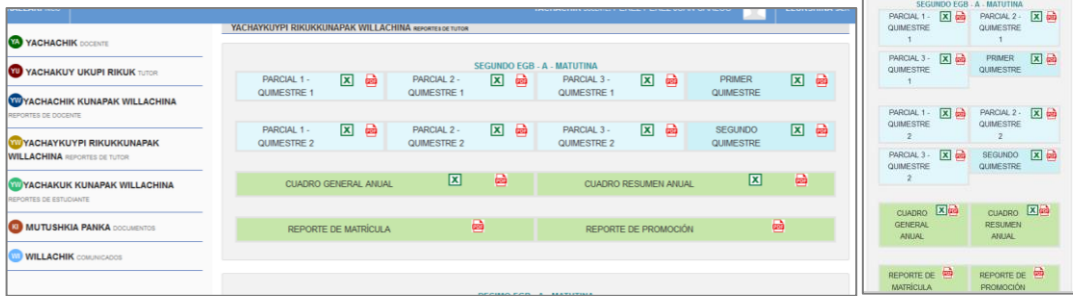 YACHAYKUYPI RIKUKKUNAPAK WILLACHINA REPORTES DE TUTOR
YACHACHIK DOCENTE
YACHAKUY UKUPI RIKUK TUTOR
YACHACHIK KUNAPAK WILLACHINA
REPORTES DE DOCENTE
YACHAYKUYPI RIKUKKUNAPAK
WILLACHINA REPORTES DE TUTOR
YACHAKUK KUNAPAK WILLACHINA
REPORTES DE ESTUDIANTE
MUTUSHKIA PANKA DOCUMENTOS
WILLACHIK COMUNICADOS
SEGUNDO EGB - A - MATUTINA
PARCIAL 1 - QUIMESTRE 1
PARCIAL 2 - QUIMESTRE 1
PARCIAL 3 - QUIMESTRE 1
PRIMER QUIMESTRE
PARCIAL 1 - QUIMESTRE 2
PARCIAL 2 - QUIMESTRE 2
PARCIAL 3 - QUIMESTRE 2
SEGUNDO QUIMESTRE
CUADRO GENERAL ANUAL
CUADRO RESUMEN ANUAL
REPORTE DE MATRÍCULA
REPORTE DE PROMOCIÓN
SEGUNDO EGB - A - MATUTINA
PARCIAL 1 - QUIMESTRE 1
PARCIAL 2 - QUIMESTRE 1
PARCIAL 3 - QUIMESTRE 1
PRIMER QUIMESTRE
PARCIAL 1 - QUIMESTRE 2
PARCIAL 2 - QUIMESTRE 2
PARCIAL 3 - QUIMESTRE 2
SEGUNDO QUIMESTRE
CUADRO GENERAL ANUAL
CUADRO RESUMEN ANUAL
REPORTE DE MATRÍCULA
REPORTE DE PROMOCIÓN